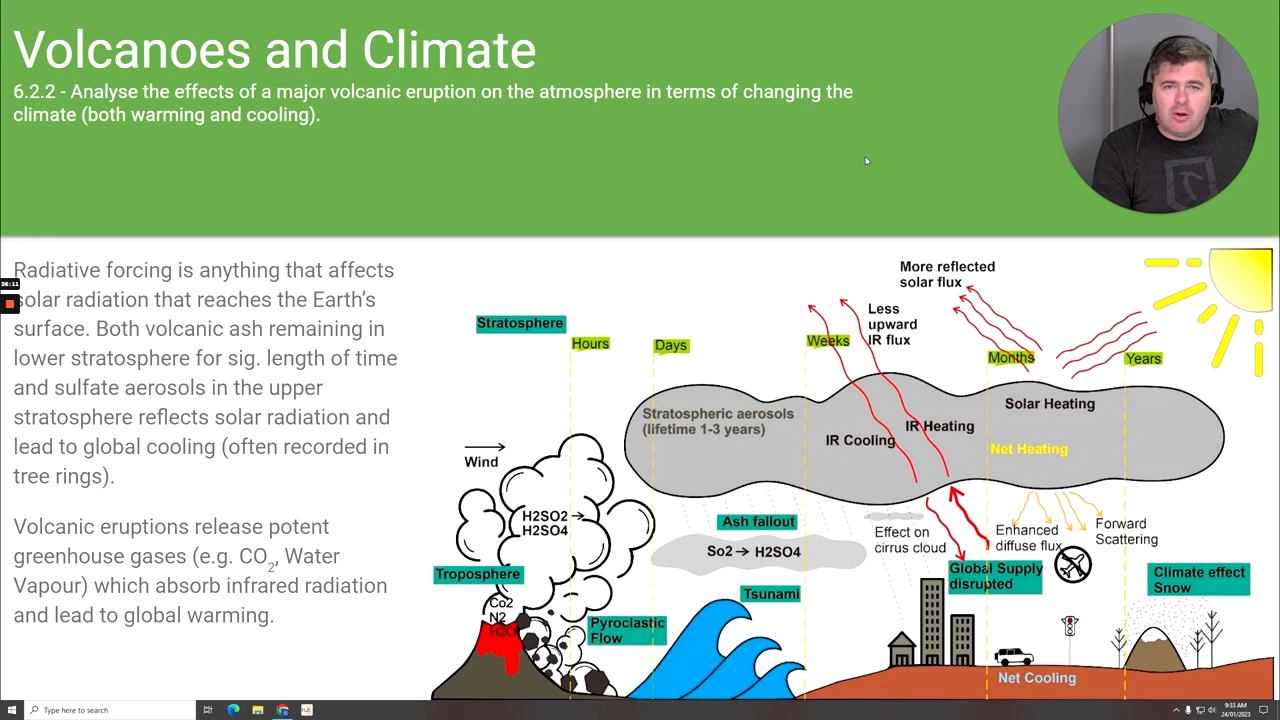 Volcanoes and Climate
6.2.2 - Analyse the effects of a major volcanic eruption on the atmosphere in terms of changing the
climate (both warming and cooling).
Radiative forcing is anything that affects
solar radiation that reaches the Earth's
surface. Both volcanic ash remaining in
lower stratosphere for sig. length of time
and sulfate aerosols in the upper
stratosphere reflects solar radiation and
lead to global cooling (often recorded in
tree rings).
Volcanic eruptions release potent
greenhouse gases (e.g. CO2, Water
Vapour) which absorb infrared radiation
and lead to global warming.
26:11
More reflected
solar flux
Less
upward
IR flux
Stratosphere
Hours
Days
Weeks
Months
Years
Stratospheric aerosols
(lifetime 1-3 years)
Solar Heating
IR Cooling
IR Heating
Net Heating
Wind
H2SO2 →
H2SO4
Ash fallout
So2 → H2SO4
Effect on
cirrus cloud
Enhanced
diffuse flux
Forward
Scattering
Troposphere
Global Supply
disrupted
Climate effect
Snow
Tsunami
Co2
N2
H2O
Pyroclastic
Flow
Net Cooling
Type here to search
9:33 AM
24/01/2023